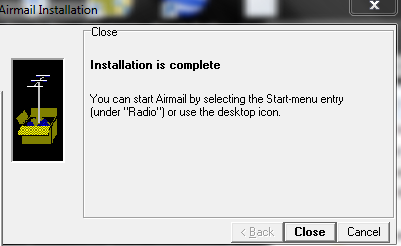 Airmail Installation
Close
Installation is complete
You can start Airmail by selecting the Start-menu entry
(under "Radio") or use the desktop icon.
< Back
Close
Cancel